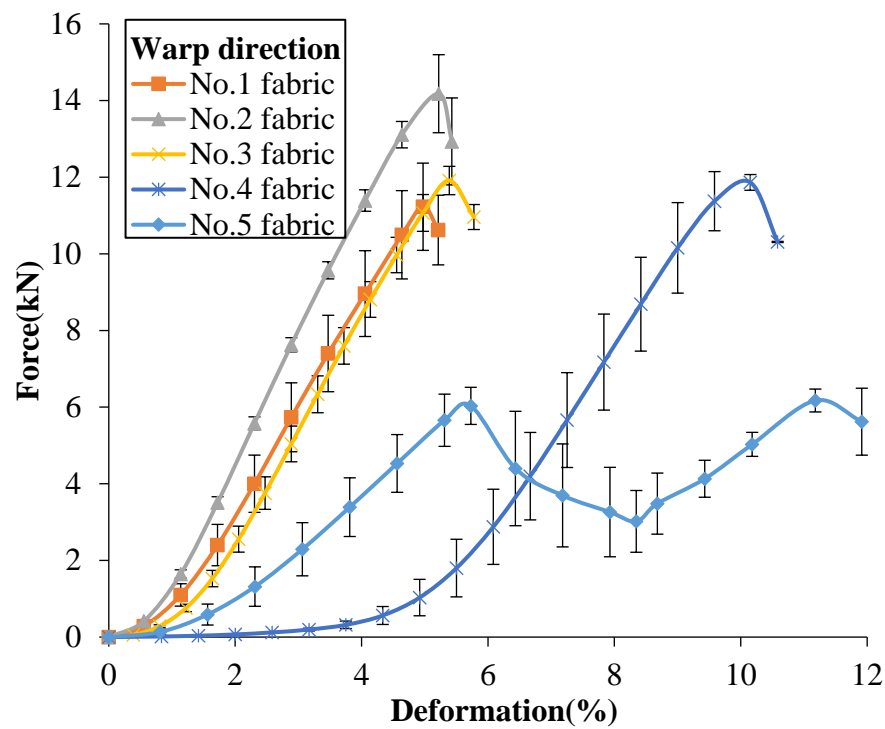 16
14
12
10
8
6
4
2
0
Force(kN)
Warp direction
No.1 fabric
No.2 fabric
No.3 fabric
No.4 fabric
No.5 fabric
0 2 4 6 8 10 12
Deformation(%)